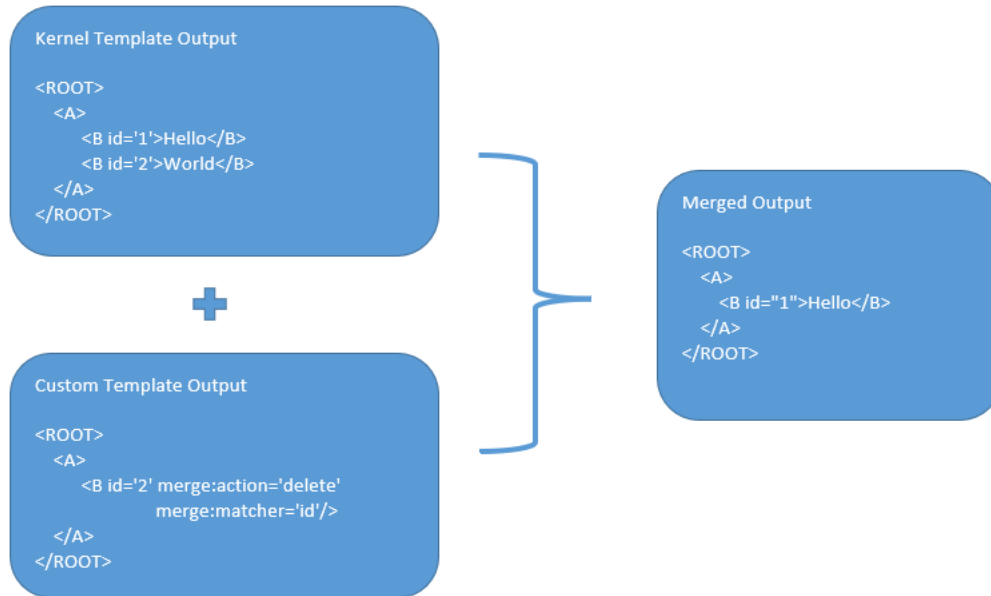 Kernel Template Output
<ROOT>
<A>
<B id='1'>Hello</B>
<B id='2'>World</B>
</A>
</ROOT>
Custom Template Output
<ROOT>
<A>
<B id='2' merge:action='delete'
merge:matcher='id'/>
</A>
</ROOT>
Merged Output
<ROOT>
<A>
<B id="1">Hello</B>
</A>
</ROOT>